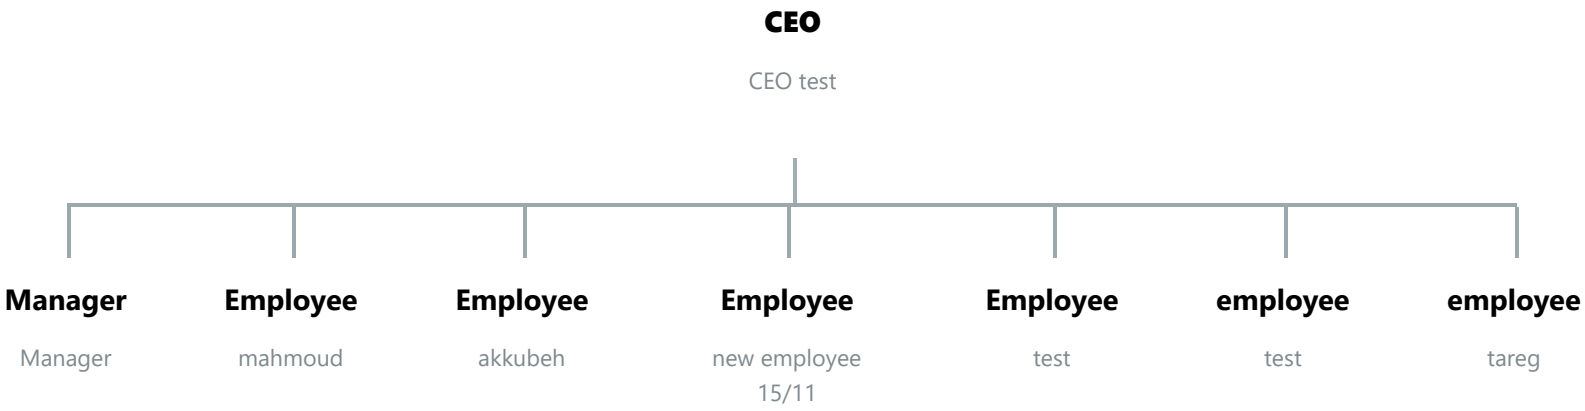 CEO
CEO test
Manager Employee Employee Employee Employee employee employee
Manager mahmoud akkubeh new employee test test tareg
15/11